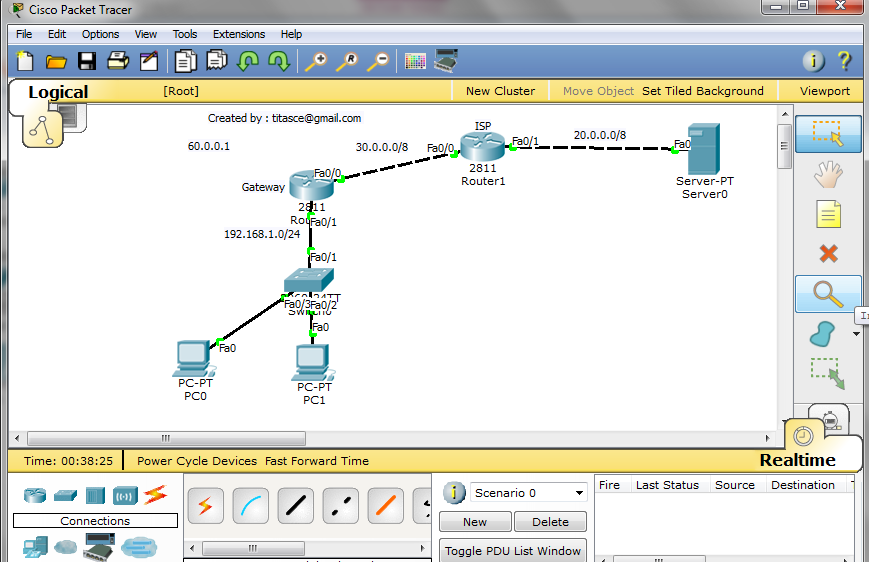 Cisco Packet Tracer
File Edit Options View Tools Extensions Help
Logical [Root] New Cluster Move Object Set Tiled Background Viewport
Created by : titasce@gmail.com
60.0.0.1
30.0.0.0/8
ISP
20.0.0.0/8
Fa0/0
Fa0/1
Fa0
2811
Router1
Server-PT
Server0
Gateway
Fa0/0
2811
Fa0/1
192.168.1.0/24
Fa0/1
Fa0/3
Fa0/2
Fa0
Fa0
PC-PT
PC0
PC-PT
PC1
Time: 00:38:25 Power Cycle Devices Fast Forward Time
Realtime
Connections
Scenario 0
New Delete
Toggle PDU List Window
Fire Last Status Source Destination